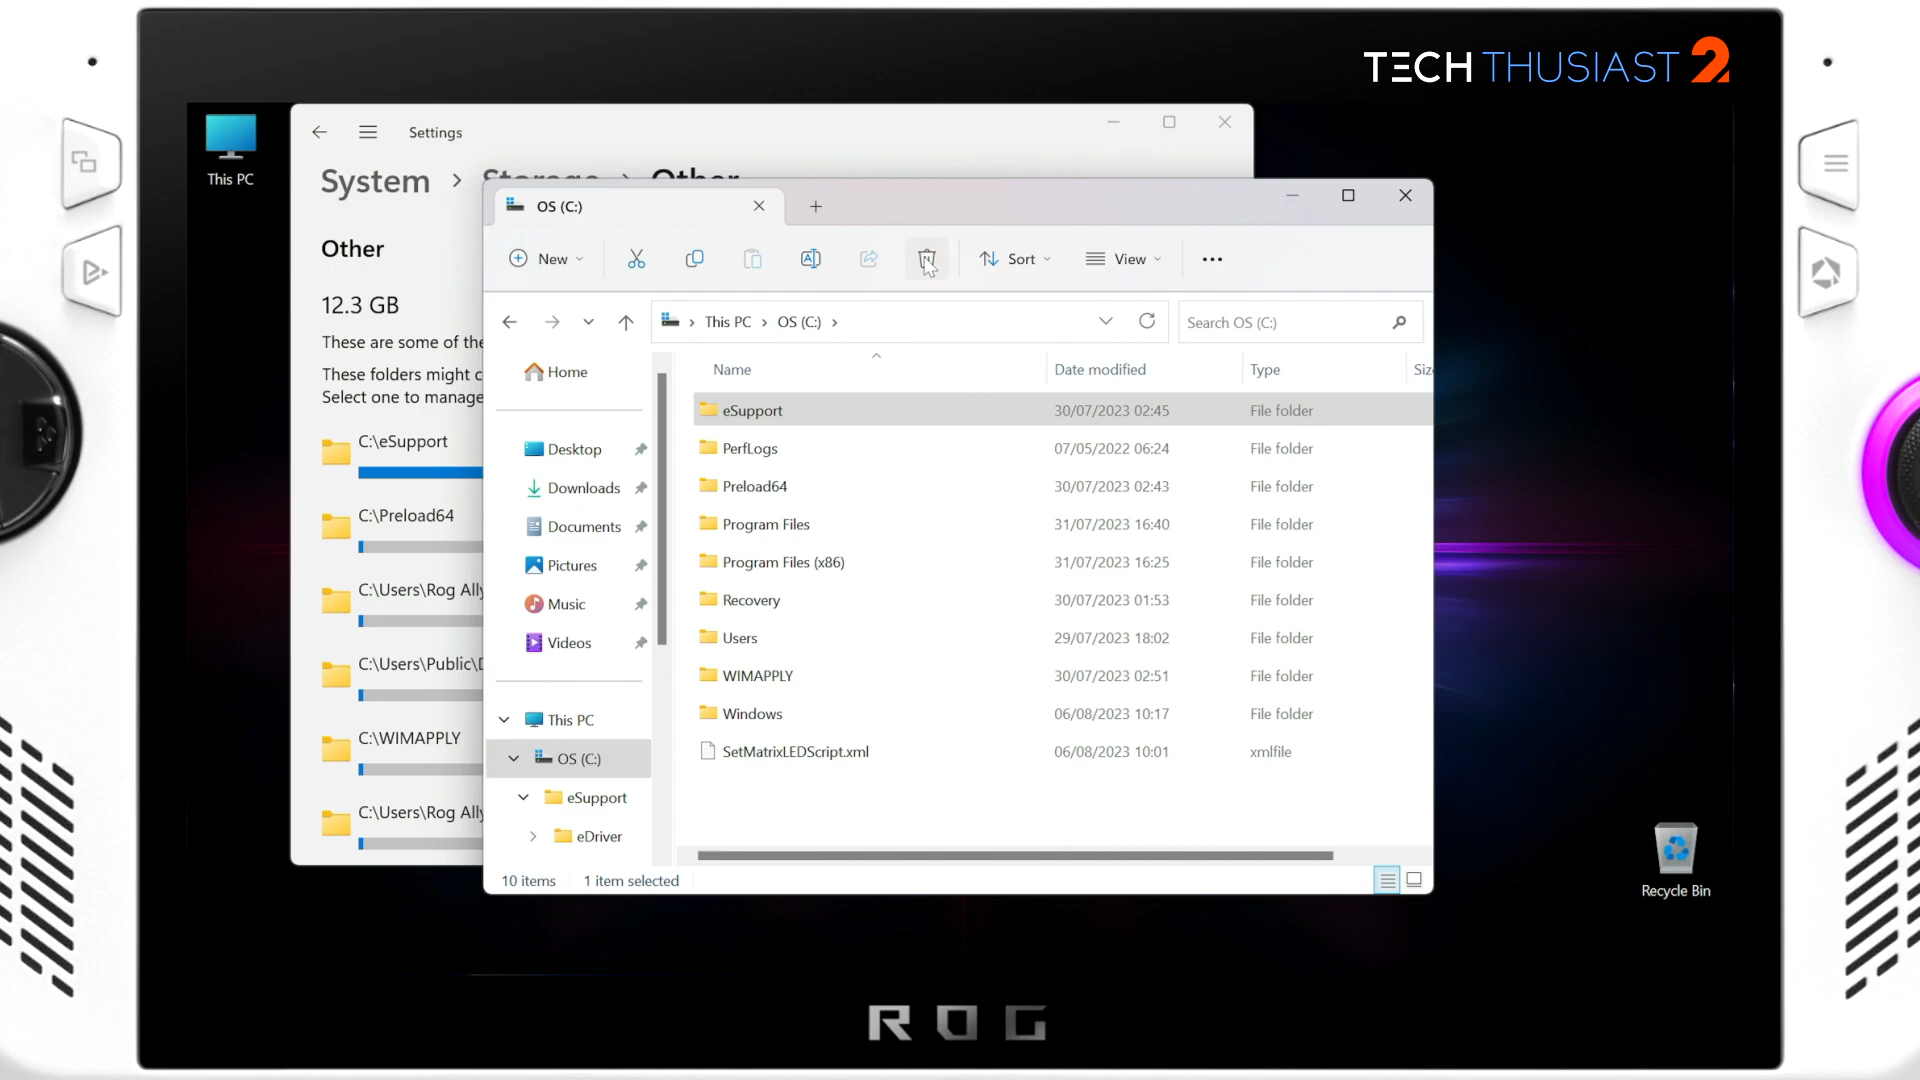 TECH THUSIAST 2
This PC
Settings
System > Storage > Other
Other
12.3 GB
These are some of the
These folders might c
Select one to manage
C:\eSupport
C:\Preload64
C:\Users\Rog Ally
C:\Users\Public\D
C:\WIMAPPLY
C:\Users\Rog Ally
OS (C:)
New
Sort
View
This PC > OS (C:) >
Search OS (C:)
Home
Desktop
Downloads
Documents
Pictures
Music
Videos
This PC
OS (C:)
eSupport
eDriver
Name Date modified Type Siz
eSupport 30/07/2023 02:45 File folder
PerfLogs 07/05/2022 06:24 File folder
Preload64 30/07/2023 02:43 File folder
Program Files 31/07/2023 16:40 File folder
Program Files (x86) 31/07/2023 16:25 File folder
Recovery 30/07/2023 01:53 File folder
Users 29/07/2023 18:02 File folder
WIMAPPLY 30/07/2023 02:51 File folder
Windows 06/08/2023 10:17 File folder
SetMatrixLEDScript.xml 06/08/2023 10:01 xmlfile
10 items 1 item selected
Recycle Bin
ROG